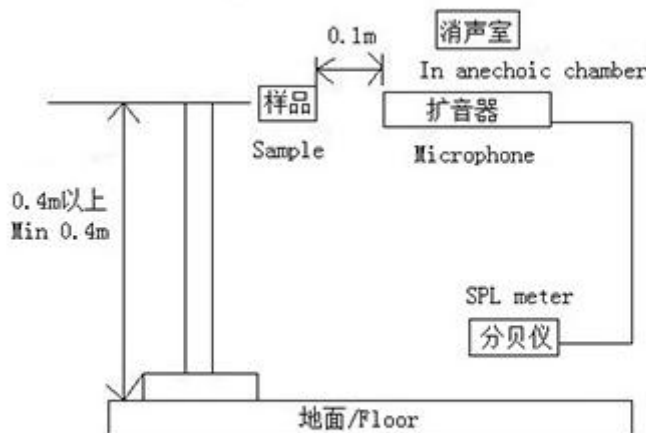 0.1m
消声室
In anechoic chamber
样品
扩音器
Sample
Microphone
0.4m以上
Min 0.4m
SPL meter
分贝仪
地面/Floor